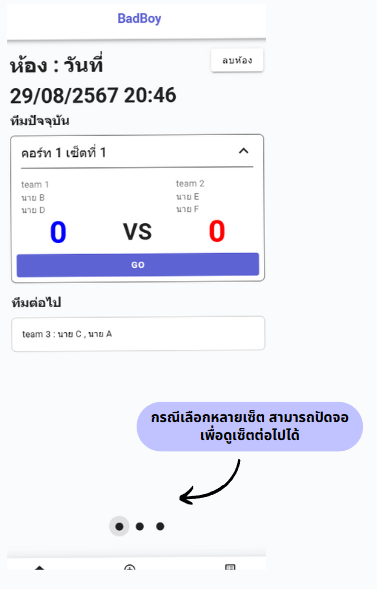 BadBoy
ห้อง : วันที่
ลบห้อง
29/08/2567 20:46
ทีมปัจจุบัน
คอร์ท 1 เซ็ตที่ 1
team 1
team 2
นาย B
นาย E
นาย D
นาย F
0 VS 0
GO
ทีมต่อไป
team 3 : นาย C , นาย A
กรณีเลือกหลายเซ็ต สามารถปัดจอ
เพื่อดูเซ็ตต่อไปได้